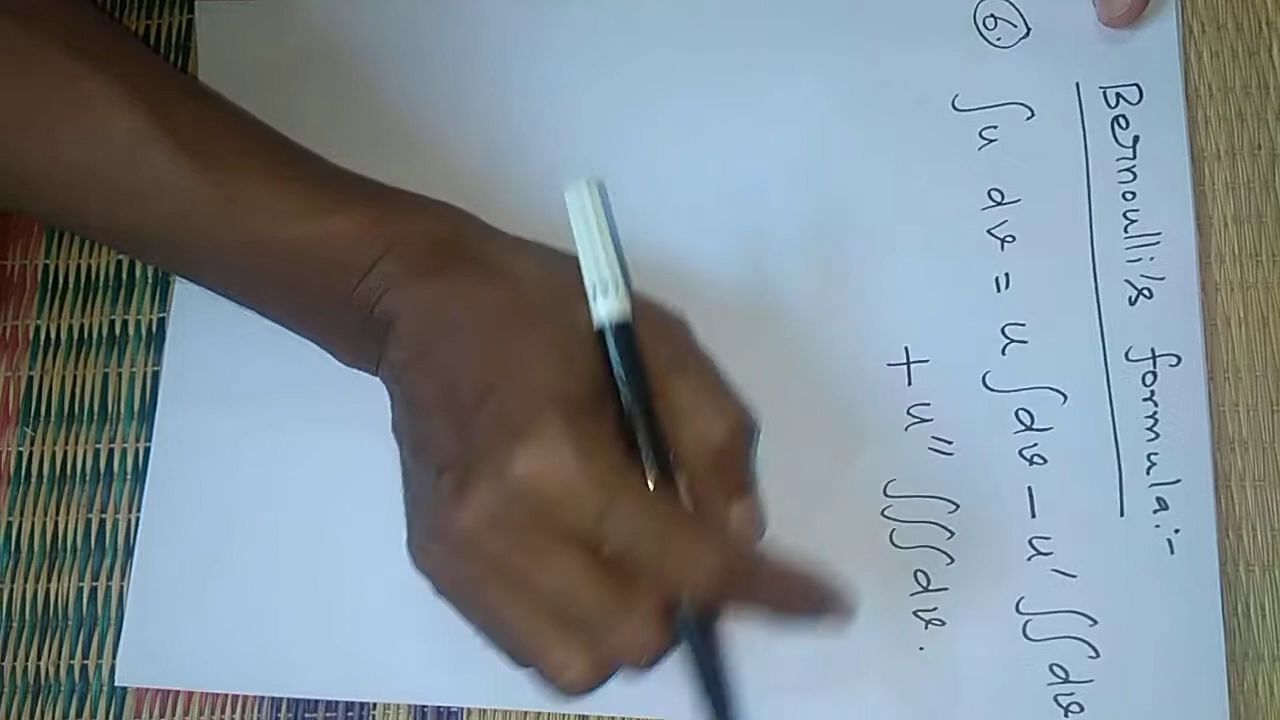 Bernoulli's formula:-
6. ∫u dv = u ∫dv − u′ ∫∫dv
+ u″ ∫∫∫dv.